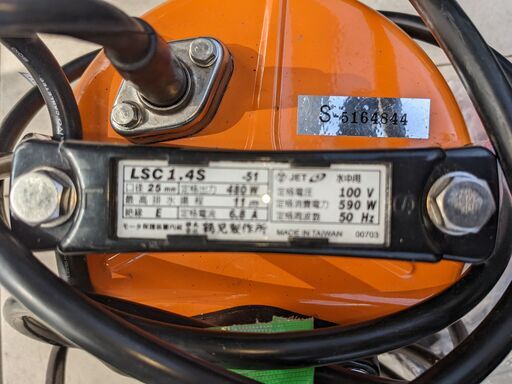 S-5164844
LSC1.4S -51
口径 25 mm 定格出力 480 W
最高排水揚程 11 m
絶縁 E 定格電流 6.8 A
モータ保護装置内蔵 株式会社 鶴見製作所
JET 水中用
定格電圧 100 V
定格消費電力 590 W
定格周波数 50 Hz
MADE IN TAIWAN 00703